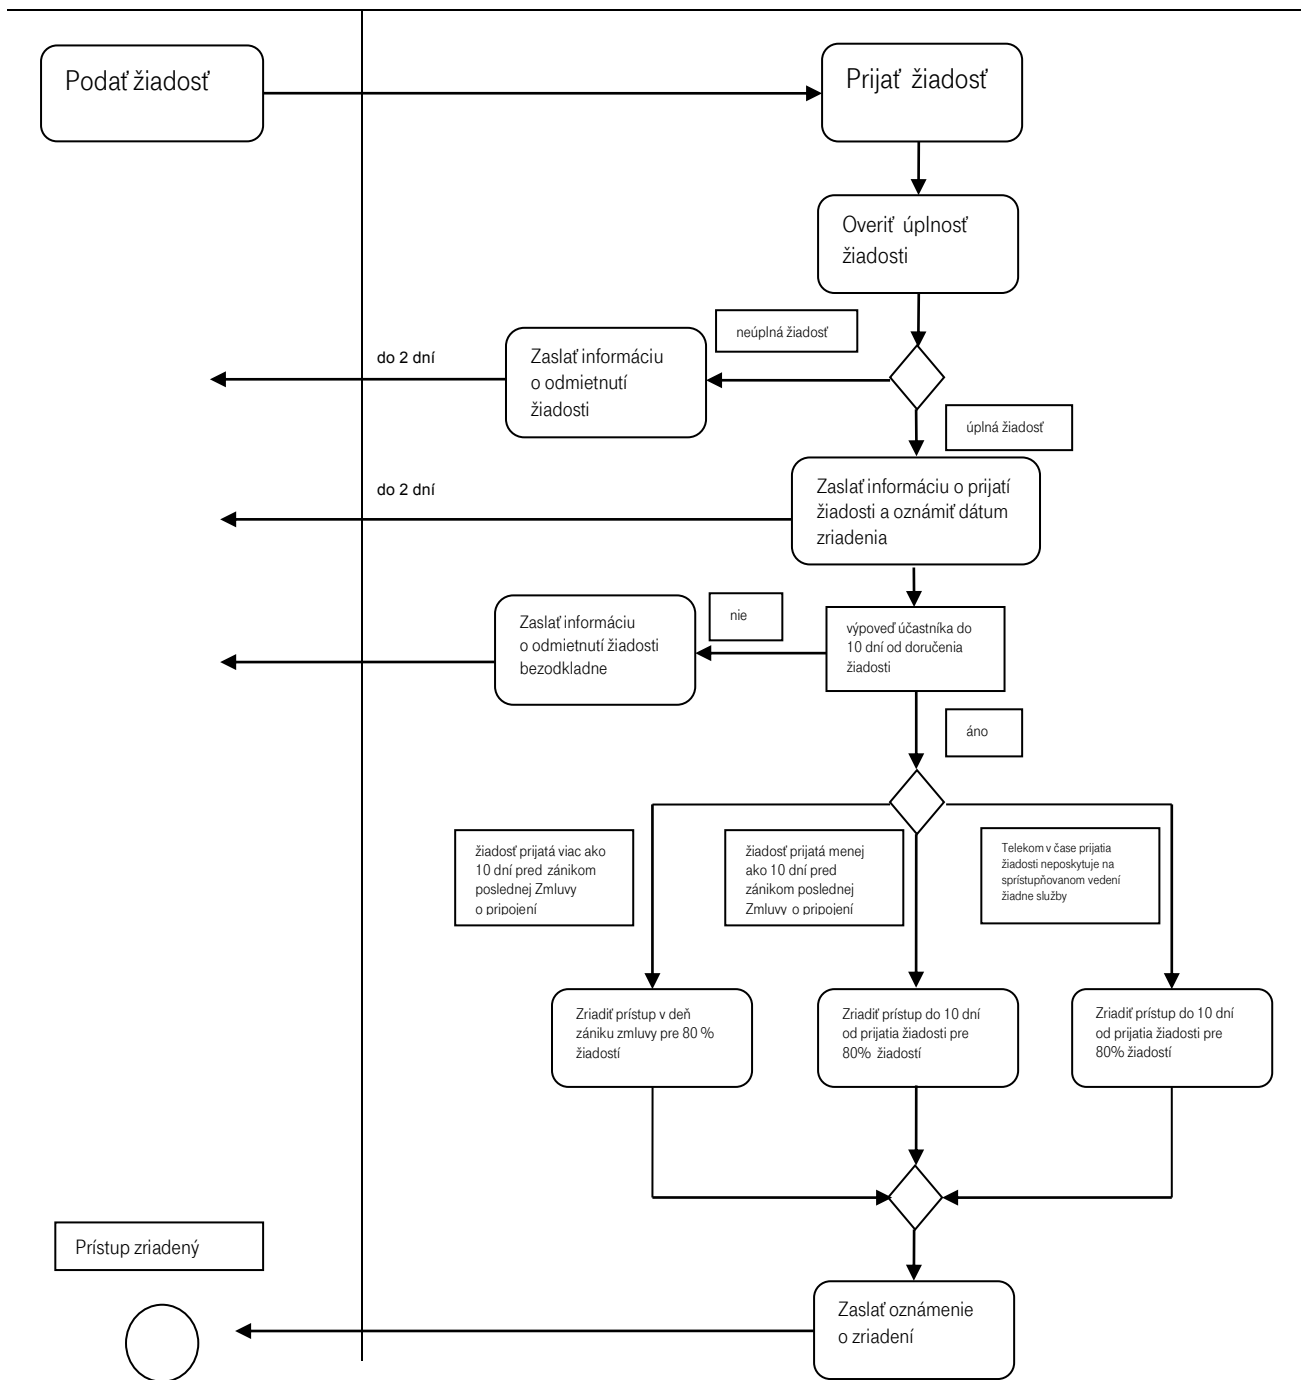 Podať žiadosť
Prijať žiadosť
Overiť úplnosť
žiadosti
neúplná žiadosť
do 2 dní
Zaslať informáciu
o odmietnutí
žiadosti
úplná žiadosť
do 2 dní
Zaslať informáciu o prijatí
žiadosti a oznámiť dátum
zriadenia
Zaslať informáciu
o odmietnutí žiadosti
bezodkladne
nie
výpoveď účastníka do
10 dní od doručenia
žiadosti
áno
žiadosť prijatá viac ako
10 dní pred zánikom
poslednej Zmluvy
o pripojení
žiadosť prijatá menej
ako 10 dní pred
zánikom poslednej
Zmluvy o pripojení
Telekom v čase prijatia
žiadosti neposkytuje na
sprístupňovanom vedení
žiadne služby
Zriadiť prístup v deň
zániku zmluvy pre 80 %
žiadostí
Zriadiť prístup do 10 dní
od prijatia žiadosti pre
80% žiadostí
Zriadiť prístup do 10 dní
od prijatia žiadosti pre
80% žiadostí
Prístup zriadený
Zaslať oznámenie
o zriadení